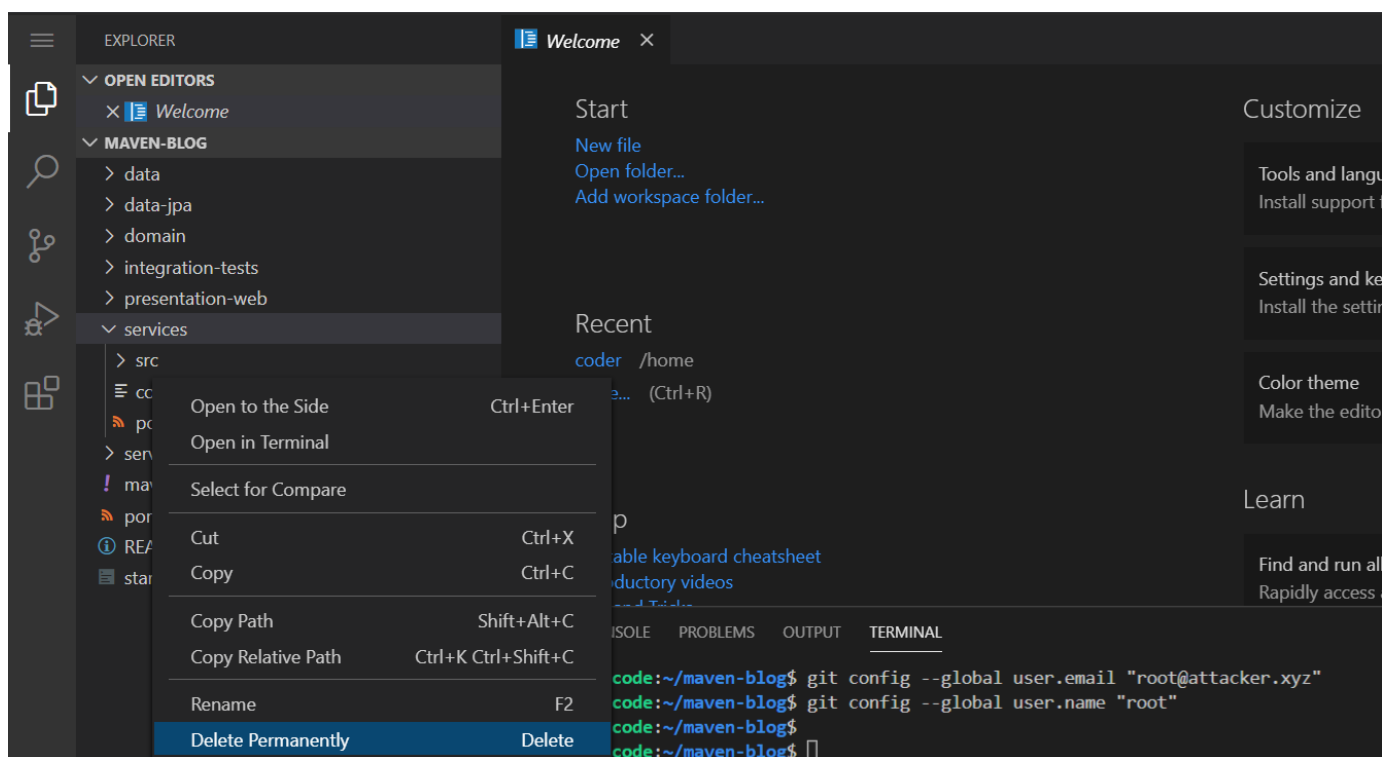 EXPLORER
OPEN EDITORS
Welcome
MAVEN-BLOG
data
data-jpa
domain
integration-tests
presentation-web
services
src
Open to the Side Ctrl+Enter
Open in Terminal
Select for Compare
Cut Ctrl+X
Copy Ctrl+C
Copy Path Shift+Alt+C
Copy Relative Path Ctrl+K Ctrl+Shift+C
Rename F2
Delete Permanently Delete
Welcome
Start
New file
Open folder...
Add workspace folder...
Recent
coder /home
(Ctrl+R)
keyboard cheatsheet
videos
Customize
Tools and
Install support
Settings and
Install the
Color theme
Make the
Learn
Find and run all
Rapidly access
PROBLEMS OUTPUT TERMINAL
code:~/maven-blog$ git config --global user.email "root@attacker.xyz"
code:~/maven-blog$ git config --global user.name "root"
code:~/maven-blog$
code:~/maven-blog$